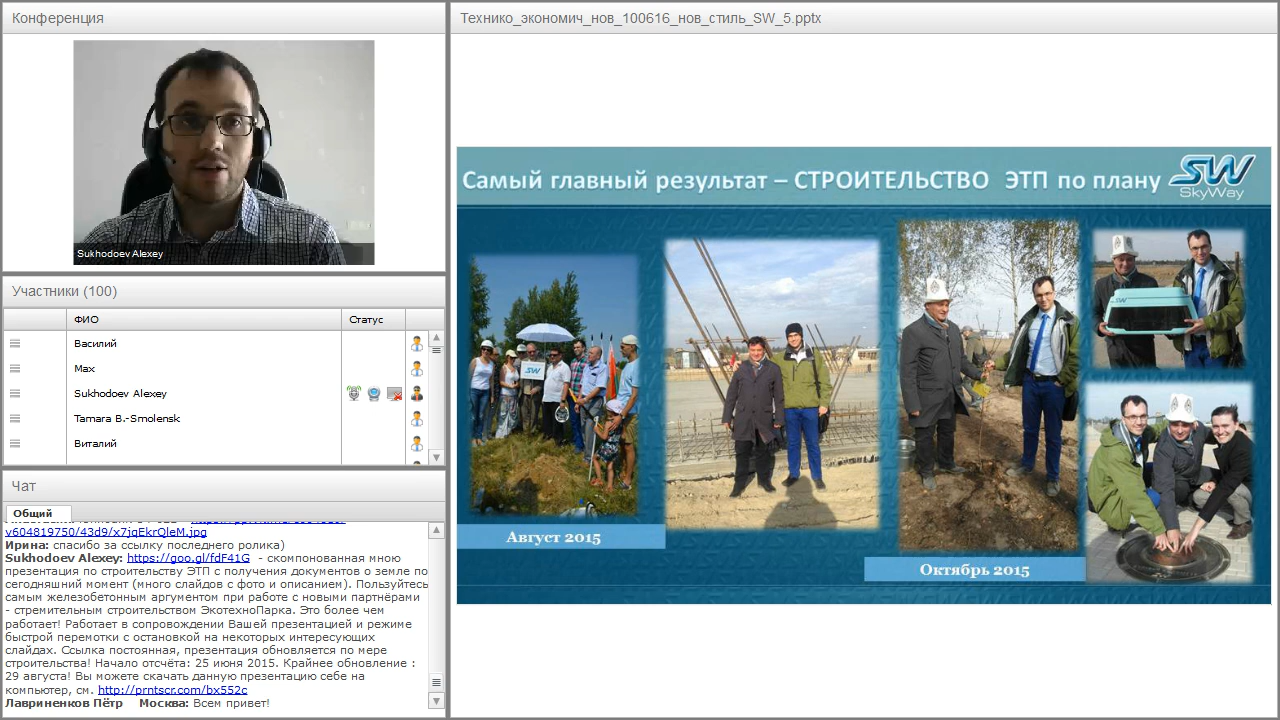 Конференция
Sukhodoev Alexey
Участники (100)
ФИО Статус
Василий
Max
Sukhodoev Alexey
Tamara B.-Smolensk
Виталий
Чат
Общий
v604819750/43d9/x7jqEkrQleM.jpg
Ирина: спасибо за ссылку последнего ролика)
Sukhodoev Alexey: https://goo.gl/fdF41G - скомпонованная мною
презентация по строительству ЭТП с получения документов о земле по
сегодняшний момент (много слайдов с фото и описанием). Пользуйтесь
самым железобетонным аргументом при работе с новыми партнёрами
- стремительным строительством ЭкотехноПарка. Это более чем
работает! Работает в сопровождении Вашей презентацией и режиме
быстрой перемотки с остановкой на некоторых интересующих
слайдах. Ссылка постоянная, презентация обновляется по мере
строительства! Начало отсчёта: 25 июня 2015. Крайнее обновление :
29 августа! Вы можете скачать данную презентацию себе на
компьютер, см. http://prntscr.com/bx552c
Лавриненков Пётр Москва: Всем привет!
Технико_экономич_нов_100616_нов_стиль_SW_5.pptx
Самый главный результат – СТРОИТЕЛЬСТВО ЭТП по плану
SW
SkyWay
SW
SW
Август 2015
Октябрь 2015